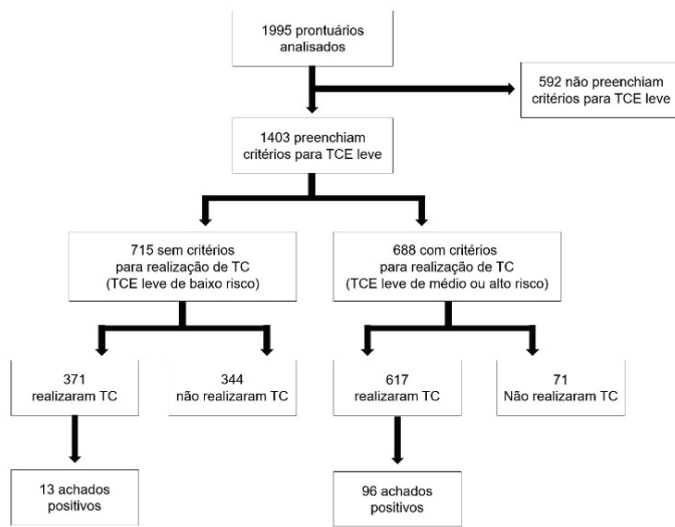 1995 prontuários
analisados
592 não preenchiam
critérios para TCE leve
1403 preenchiam
critérios para TCE leve
715 sem critérios
para realização de TC
(TCE leve de baixo risco)
688 com critérios
para realização de TC
(TCE leve de médio ou alto risco)
371
realizaram TC
344
não realizaram TC
617
realizaram TC
71
Não realizaram TC
13 achados
positivos
96 achados
positivos